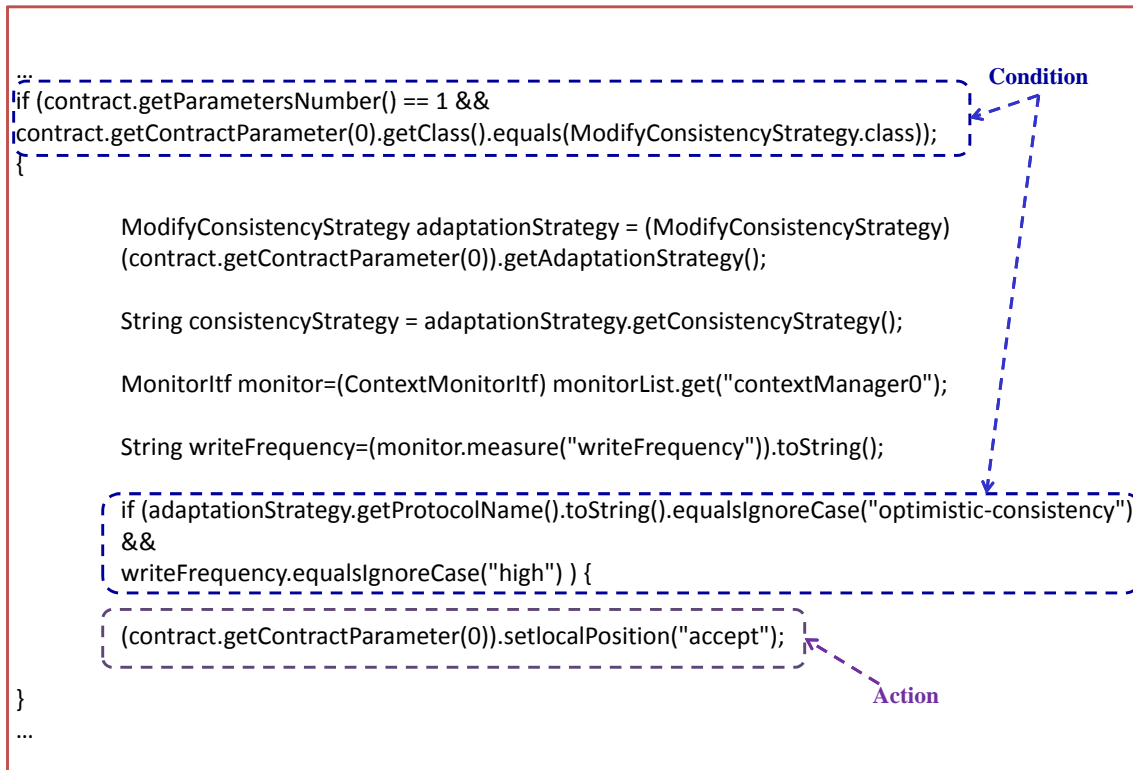 ...
Condition
if (contract.getParametersNumber() == 1 &&
contract.getContractParameter(0).getClass().equals(ModifyConsistencyStrategy.class));
{
ModifyConsistencyStrategy adaptationStrategy = (ModifyConsistencyStrategy)
(contract.getContractParameter(0)).getAdaptationStrategy();
String consistencyStrategy = adaptationStrategy.getConsistencyStrategy();
MonitorItf monitor=(ContextMonitorItf) monitorList.get("contextManager0");
String writeFrequency=(monitor.measure("writeFrequency")).toString();
if (adaptationStrategy.getProtocolName().toString().equalsIgnoreCase("optimistic-consistency")
&&
writeFrequency.equalsIgnoreCase("high") ) {
(contract.getContractParameter(0)).setlocalPosition("accept");
}
Action
...